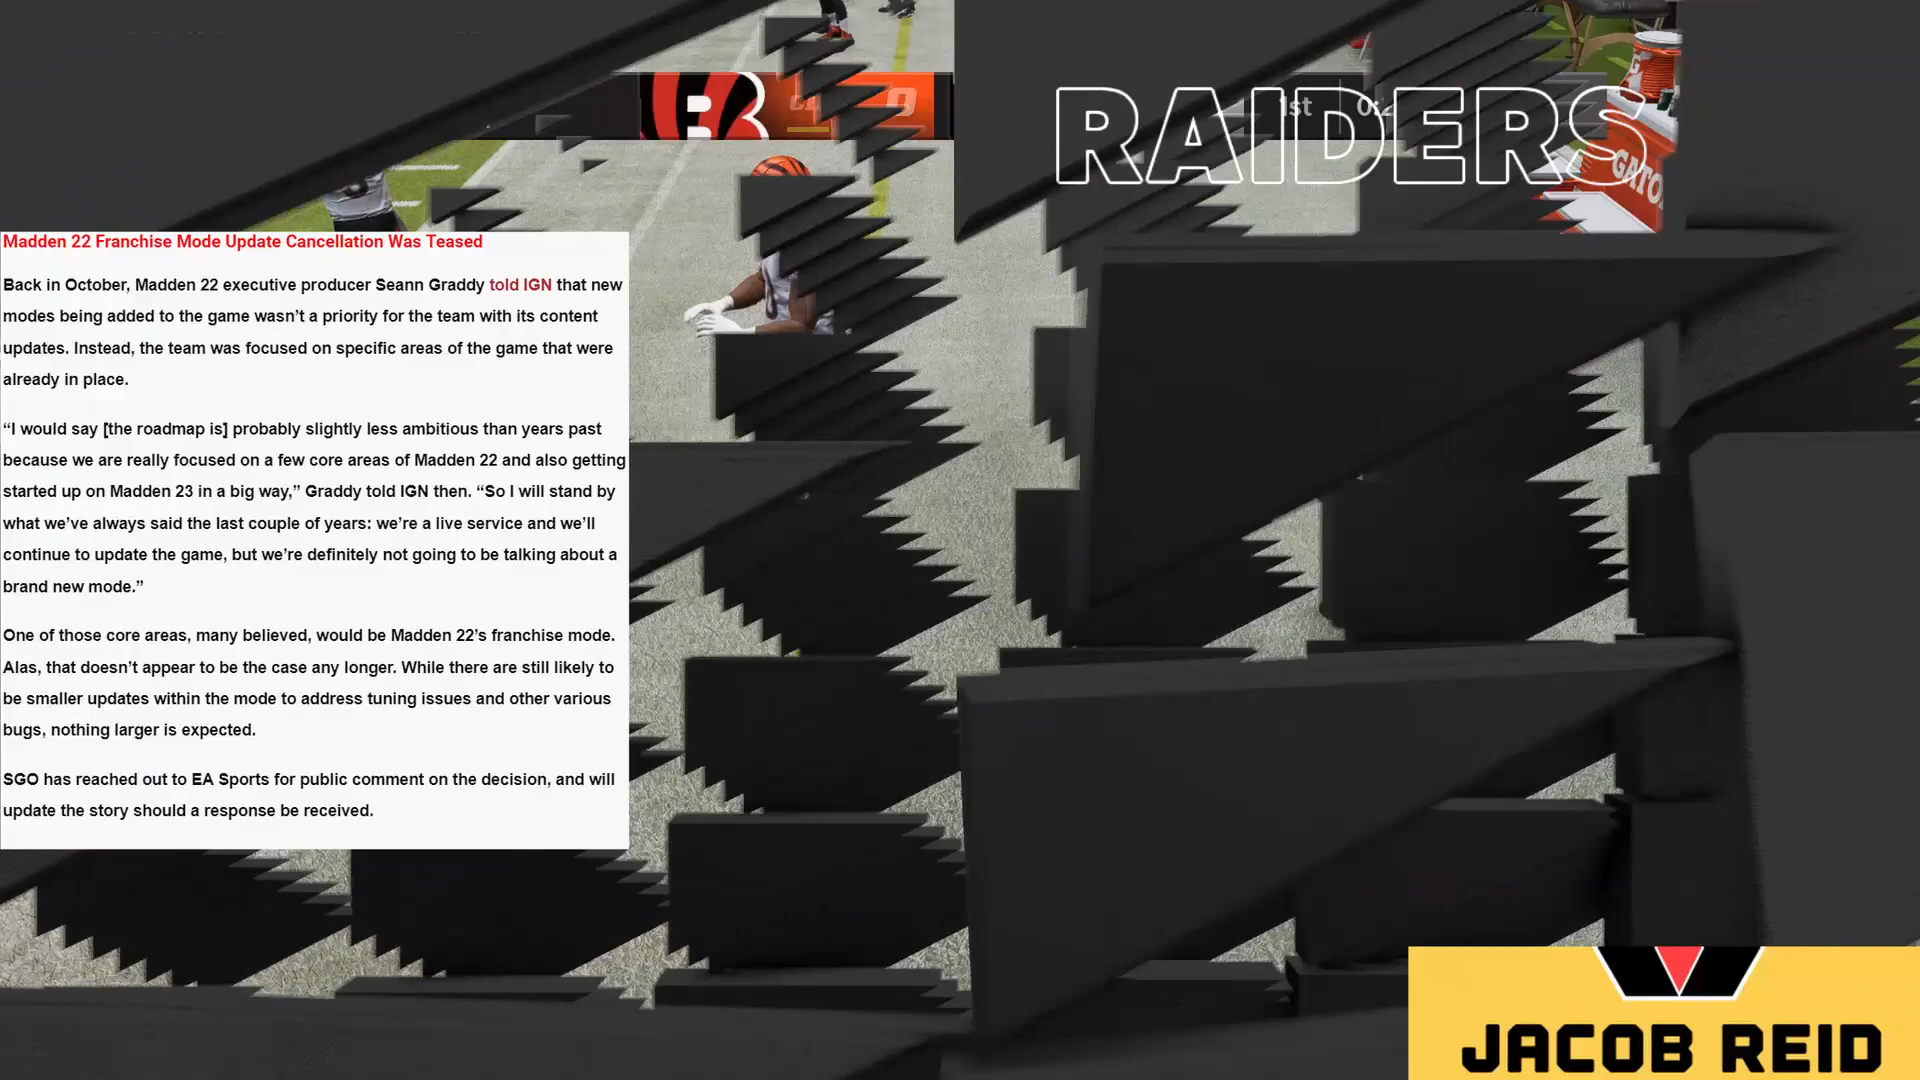 RAIDERS
1st
GATO
Madden 22 Franchise Mode Update Cancellation Was Teased
Back in October, Madden 22 executive producer Seann Graddy told IGN that new
modes being added to the game wasn’t a priority for the team with its content
updates. Instead, the team was focused on specific areas of the game that were
already in place.
“I would say [the roadmap is] probably slightly less ambitious than years past
because we are really focused on a few core areas of Madden 22 and also getting
started up on Madden 23 in a big way,” Graddy told IGN then. “So I will stand by
what we’ve always said the last couple of years: we’re a live service and we’ll
continue to update the game, but we’re definitely not going to be talking about a
brand new mode.”
One of those core areas, many believed, would be Madden 22’s franchise mode.
Alas, that doesn’t appear to be the case any longer. While there are still likely to
be smaller updates within the mode to address tuning issues and other various
bugs, nothing larger is expected.
SGO has reached out to EA Sports for public comment on the decision, and will
update the story should a response be received.
JACOB REID